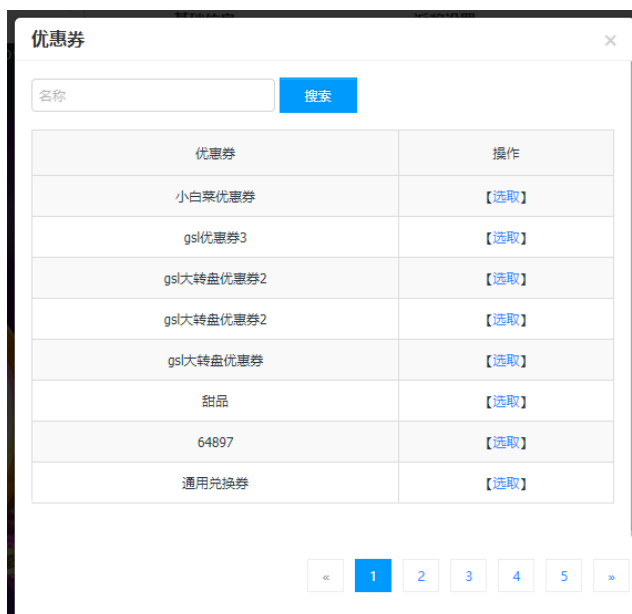 优惠券 ×
名称 搜索
优惠券 操作
小白菜优惠券 【选取】
gsl优惠券3 【选取】
gsl大转盘优惠券2 【选取】
gsl大转盘优惠券2 【选取】
gsl大转盘优惠券 【选取】
甜品 【选取】
64897 【选取】
通用兑换券 【选取】
« 1 2 3 4 5 »